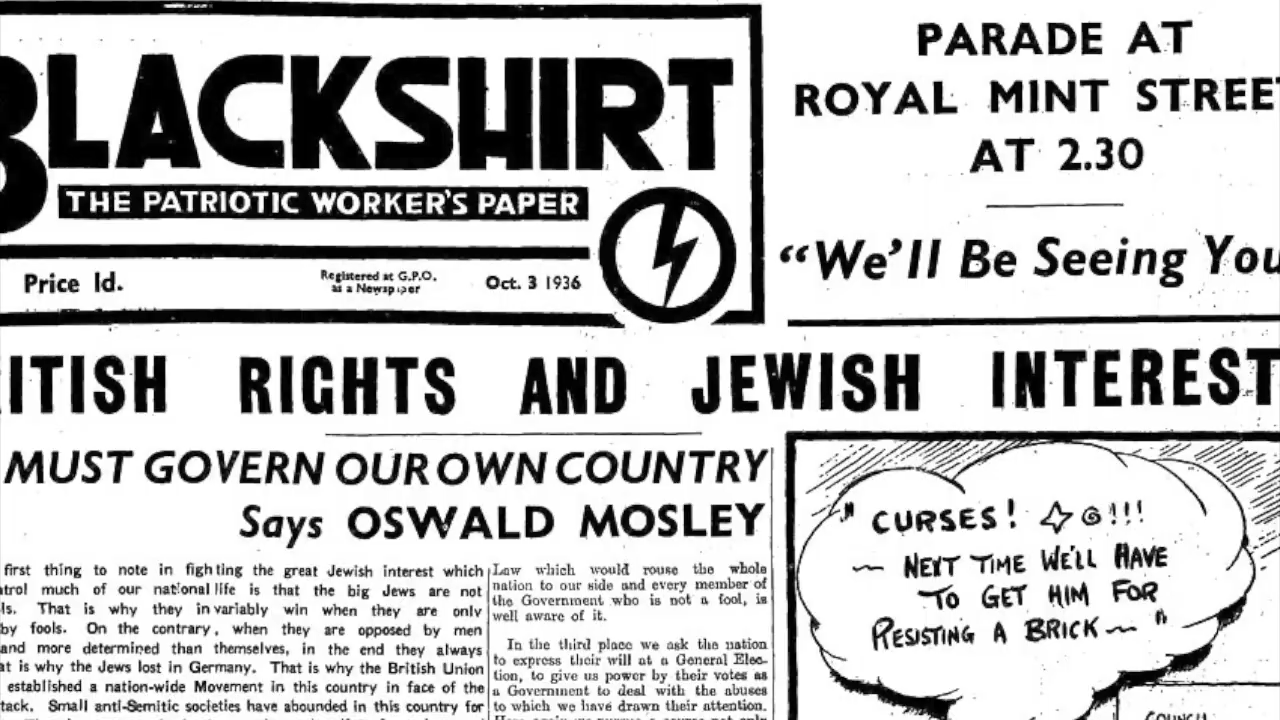 BLACKSHIRT
THE PATRIOTIC WORKER'S PAPER
Price 1d.
Registered at G.P.O.
as a Newspaper
Oct. 3 1936
PARADE AT
ROYAL MINT STREET
AT 2.30
"We'll Be Seeing You
ITISH RIGHTS AND JEWISH INTEREST
MUST GOVERN OUR OWN COUNTRY
Says OSWALD MOSLEY
first thing to note in fighting the great Jewish interest which
trol much of our national life is that the big Jews are not
ls. That is why they invariably win when they are only
by fools. On the contrary, when they are opposed by men
and more determined than themselves, in the end they always
at is why the Jews lost in Germany. That is why the British Union
established a nation-wide Movement in this country in face of the
tack. Small anti-Semitic societies have abounded in this country for
Law which would rouse the whole
nation to our side and every member of
the Government who is not a fool, is
well aware of it.
In the third place we ask the nation
to express their will at a General Elec-
tion, to give us power by their votes as
a Government to deal with the abuses
to which we have drawn their attention.
"CURSES! !!!
— NEXT TIME WE'LL HAVE
TO GET HIM FOR
RESISTING A BRICK — "
COUNCIL